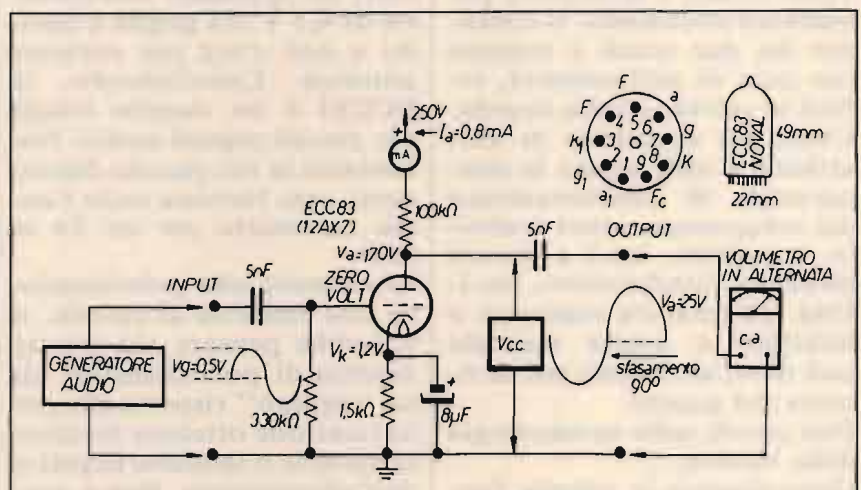 250V
+ Ia=0,8mA
mA
ECC83
(12AX7)
100kΩ
Va=170V
F
F a
4 5 6
K1 3 7 g
2 1 9 8
g1 K
a1 Fc
ECC83
NOVAL
49mm
22mm
INPUT
5nF
ZERO
VOLT
5nF
OUTPUT
VOLTMETRO
IN ALTERNATA
Va=25V
c.a
GENERATORE
AUDIO
Vg=0,5V
330kΩ
Vk=1,2V
1,5kΩ
+
8µF
Vcc
sfasamento
90º